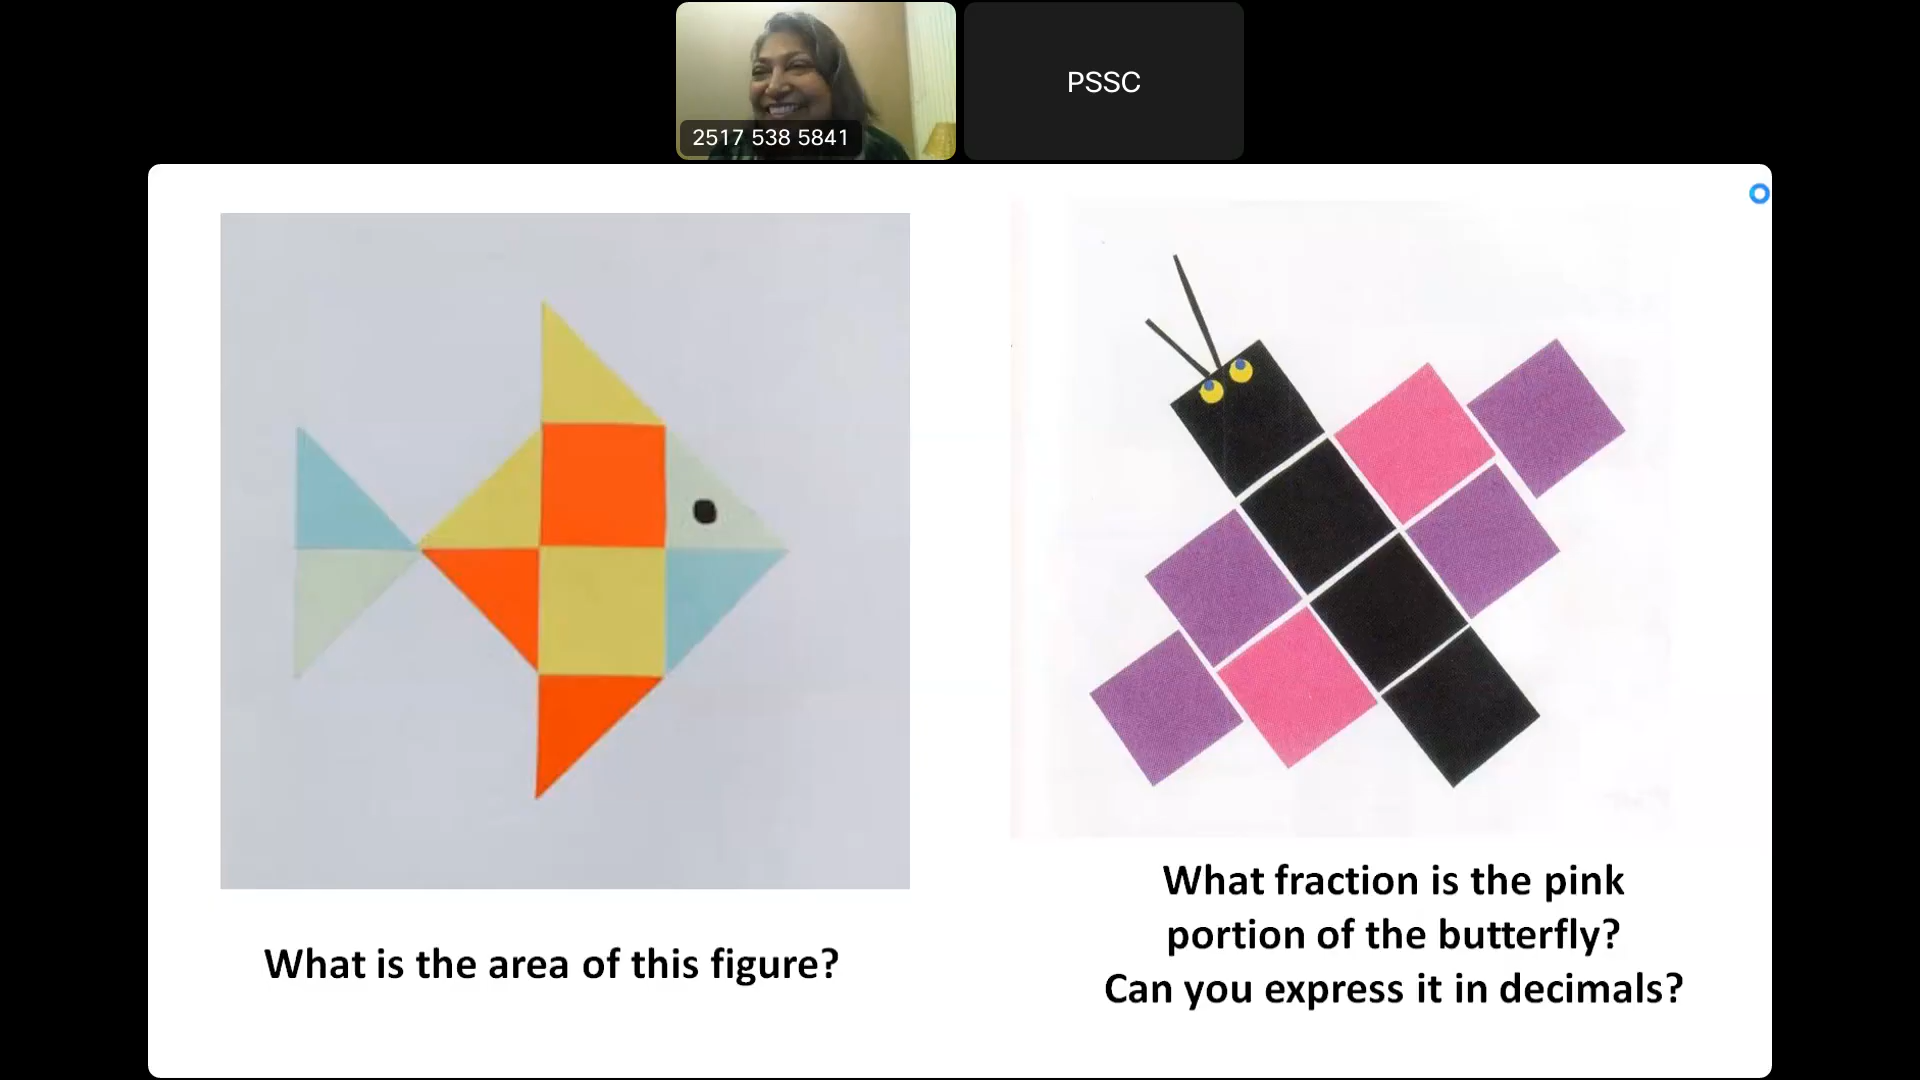 2517 538 5841
PSSC
What is the area of this figure?
What fraction is the pink
portion of the butterfly?
Can you express it in decimals?